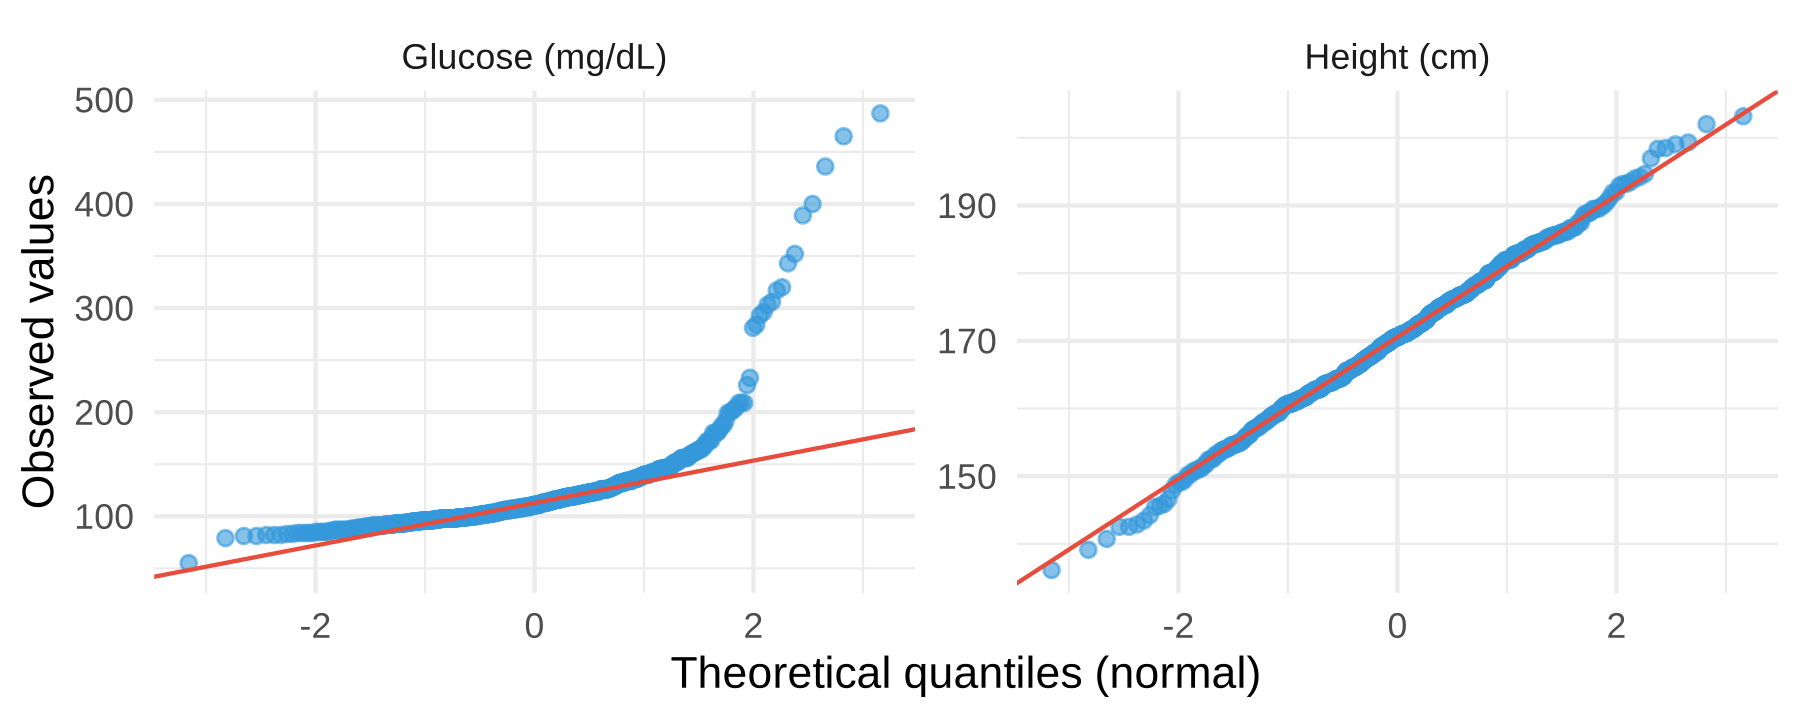 Glucose (mg/dL)
Height (cm)
Observed values
500
400
300
200
100
190
170
150
-2 0 2
-2 0 2
Theoretical quantiles (normal)